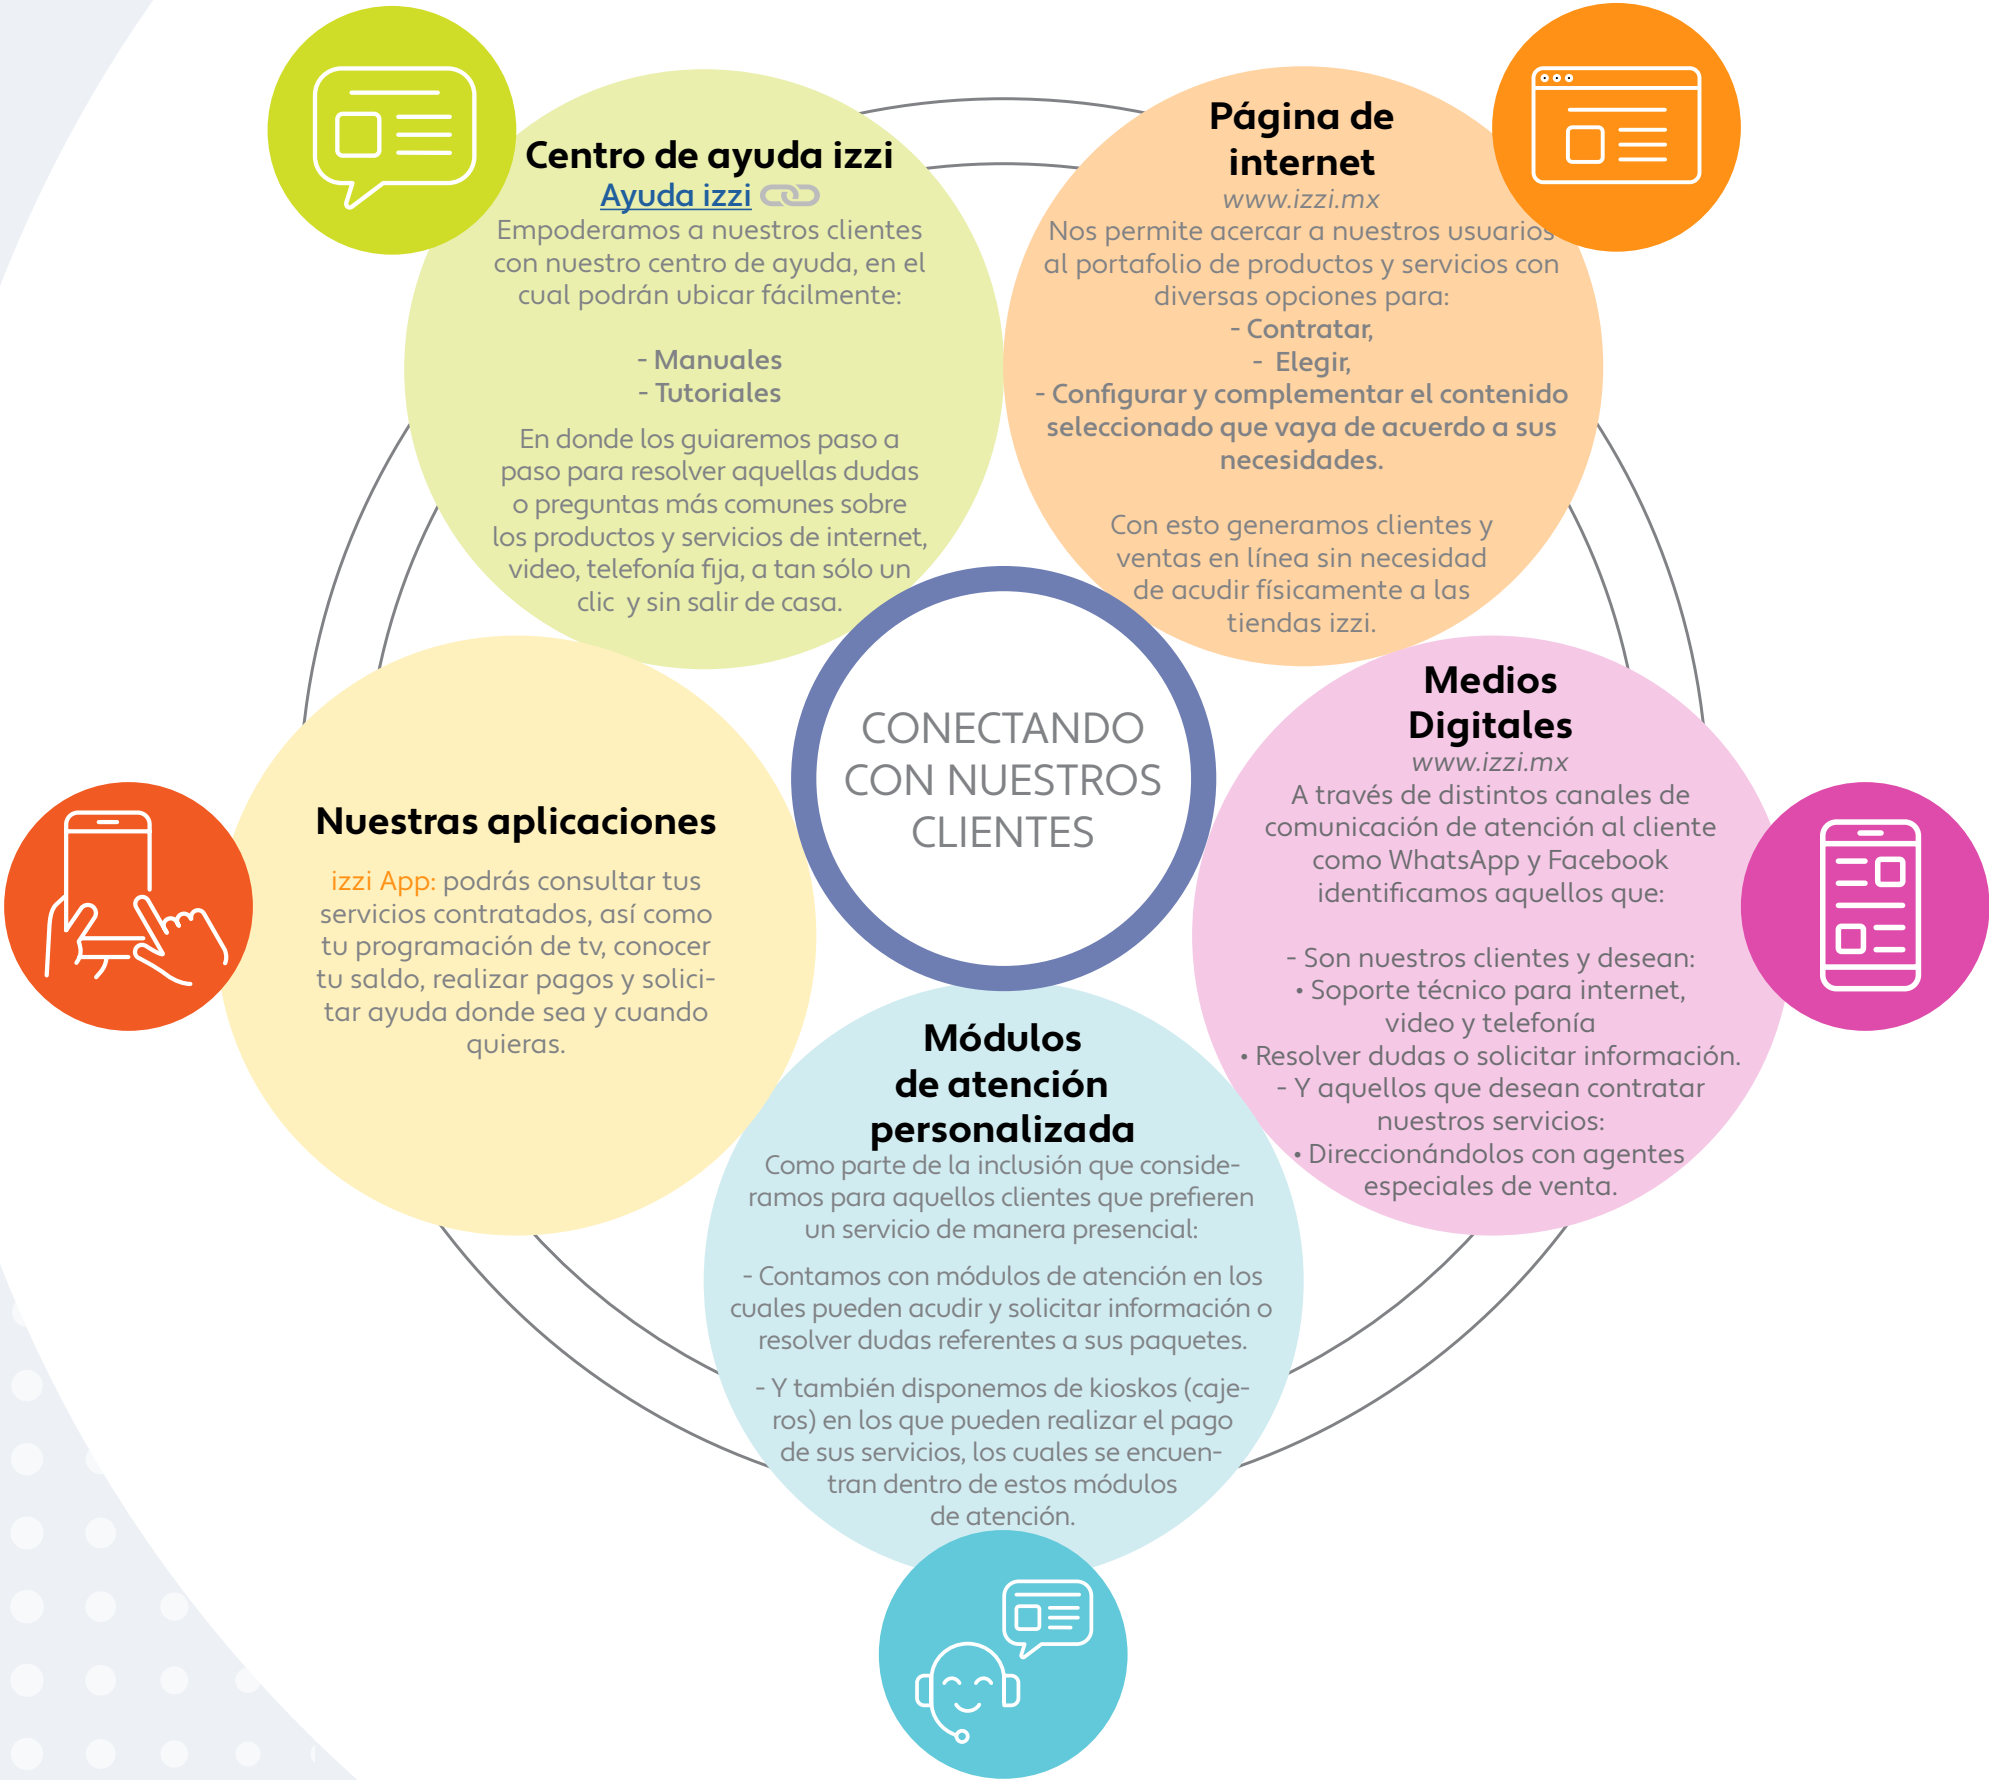 Centro de ayuda izzi
Ayuda izzi
Empoderamos a nuestros clientes
con nuestro centro de ayuda, en el
cual podrán ubicar fácilmente:
- Manuales
- Tutoriales
En donde los guiaremos paso a
paso para resolver aquellas dudas
o preguntas más comunes sobre
los productos y servicios de internet,
video, telefonía fija, a tan sólo un
clic y sin salir de casa.
Página de
internet
www.izzi.mx
Nos permite acercar a nuestros usuarios
al portafolio de productos y servicios con
diversas opciones para:
- Contratar,
- Elegir,
- Configurar y complementar el contenido
seleccionado que vaya de acuerdo a sus
necesidades.
Con esto generamos clientes y
ventas en línea sin necesidad
de acudir físicamente a las
tiendas izzi.
CONECTANDO
CON NUESTROS
CLIENTES
Medios
Digitales
www.izzi.mx
A través de distintos canales de
comunicación de atención al cliente
como WhatsApp y Facebook
identificamos aquellos que:
- Son nuestros clientes y desean:
• Soporte técnico para internet,
video y telefonía
• Resolver dudas o solicitar información.
- Y aquellos que desean contratar
nuestros servicios:
• Direccionándolos con agentes
especiales de venta.
Nuestras aplicaciones
izzi App: podrás consultar tus
servicios contratados, así como
tu programación de tv, conocer
tu saldo, realizar pagos y solici-
tar ayuda donde sea y cuando
quieras.
Módulos
de atención
personalizada
Como parte de la inclusión que conside-
ramos para aquellos clientes que prefieren
un servicio de manera presencial:
- Contamos con módulos de atención en los
cuales pueden acudir y solicitar información o
resolver dudas referentes a sus paquetes.
- Y también disponemos de kioskos (caje-
ros) en los que pueden realizar el pago
de sus servicios, los cuales se encuen-
tran dentro de estos módulos
de atención.